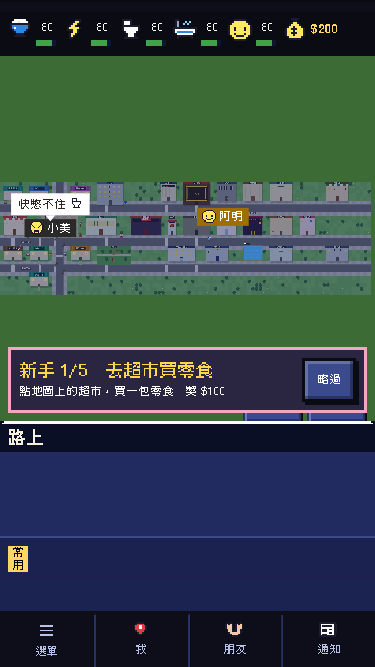 80 80 80 80 80 $200
快憋不住
小美
阿明
新手 1/5 去超市買零食
點地圖上的超市，買一包零食 獎 $100
略過
路上
常用
選單 我 朋友 通知